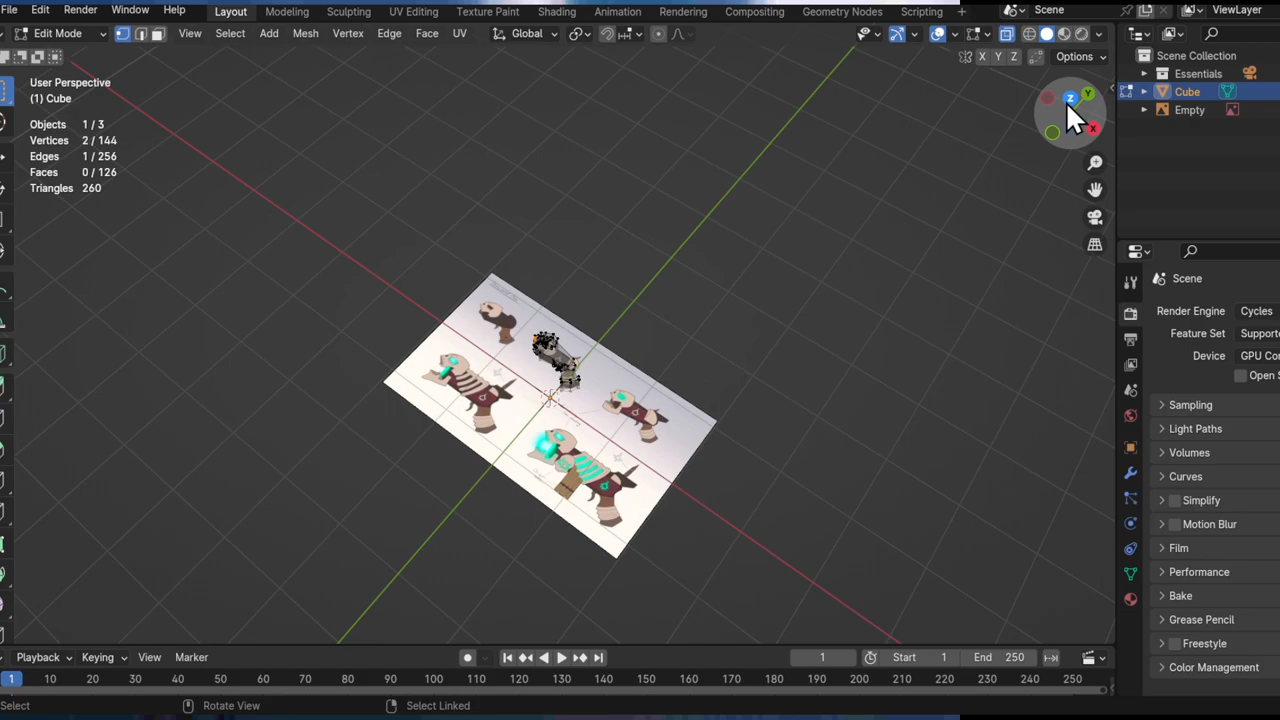 File Edit Render Window Help Layout Modeling Sculpting UV Editing Texture Paint Shading Animation Rendering Compositing Geometry Nodes Scripting + Scene ViewLayer
Edit Mode View Select Add Mesh Vertex Edge Face UV Global
X Y Z Options
User Perspective
(1) Cube
Objects 1 / 3
Vertices 2 / 144
Edges 1 / 256
Faces 0 / 126
Triangles 260
Z Y X
Scene Collection
Essentials
Cube
Empty
Scene
Render Engine Cycles
Feature Set Supporte
Device GPU Co
Open S
Sampling
Light Paths
Volumes
Curves
Simplify
Motion Blur
Film
Performance
Bake
Grease Pencil
Freestyle
Color Management
Playback Keying View Marker 1 Start 1 End 250
1 10 20 30 40 50 60 70 80 90 100 110 120 130 140 150 160 170 180 190 200 210 220 230 240 250
Select Rotate View Select Linked